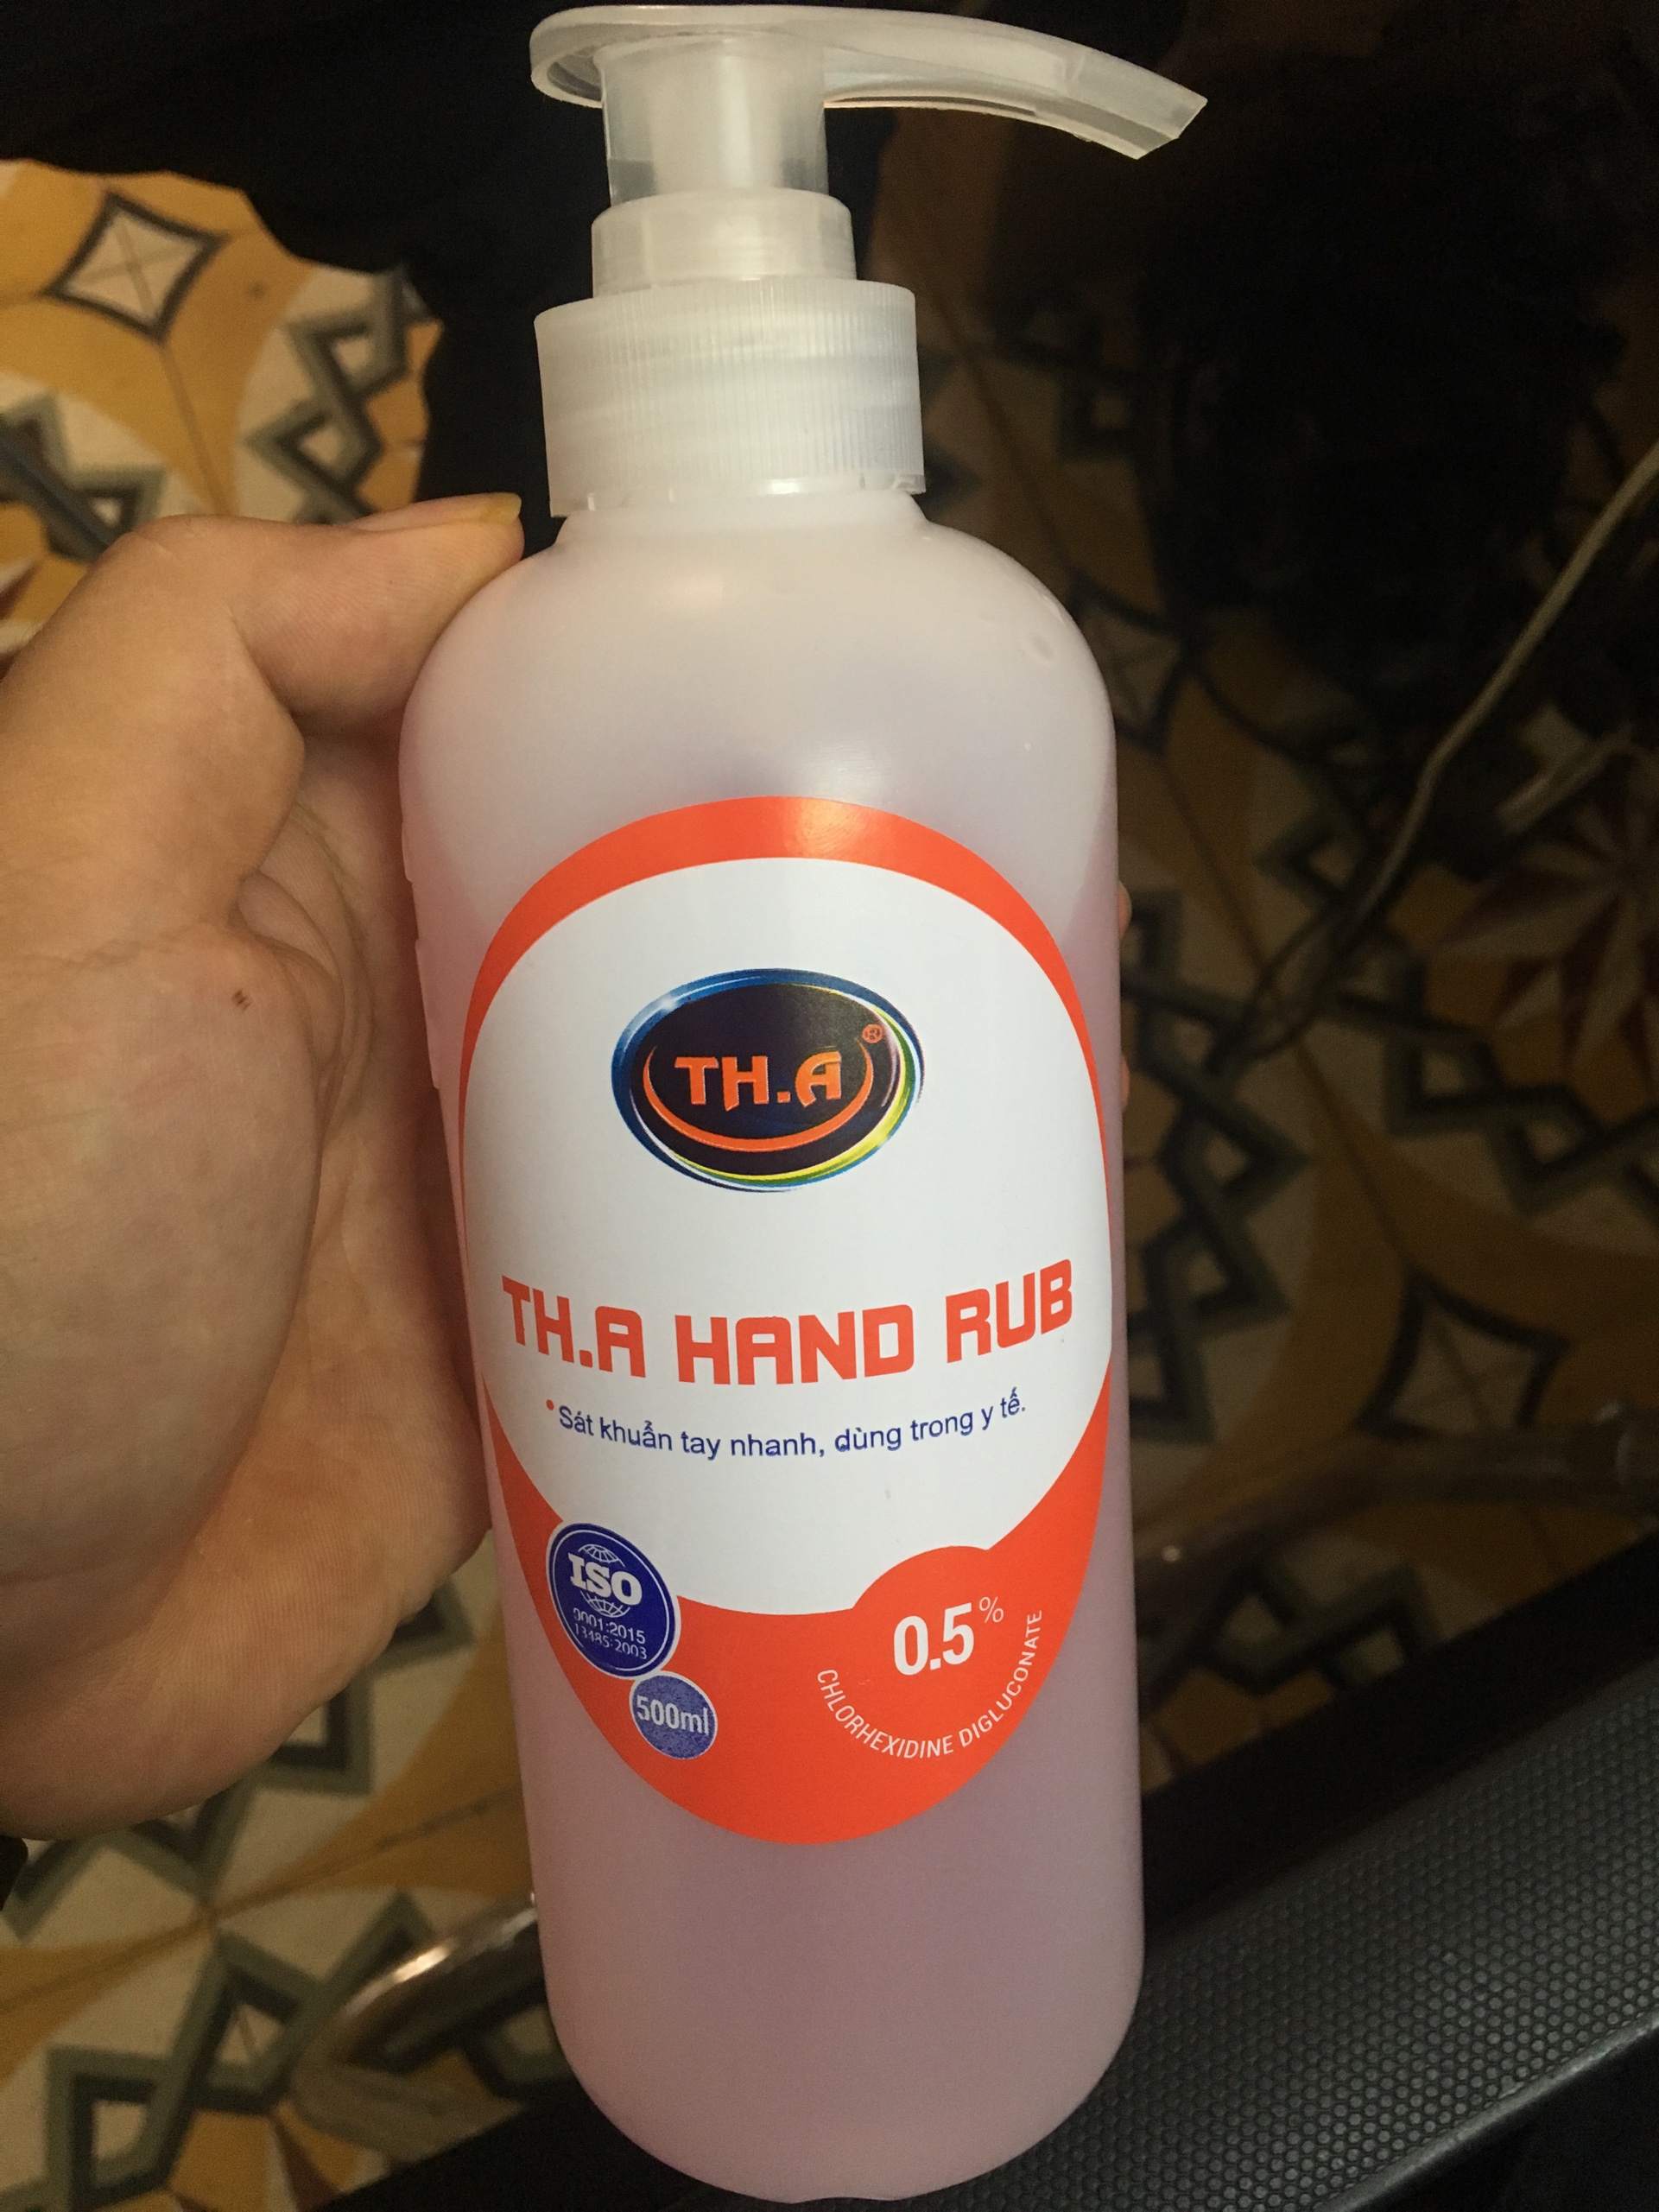 TH.A®
TH.A HAND RUB
• Sát khuẩn tay nhanh, dùng trong y tế.
ISO
9001:2015
13485:2003
500ml
0.5%
CHLORHEXIDINE DIGLUCONATE